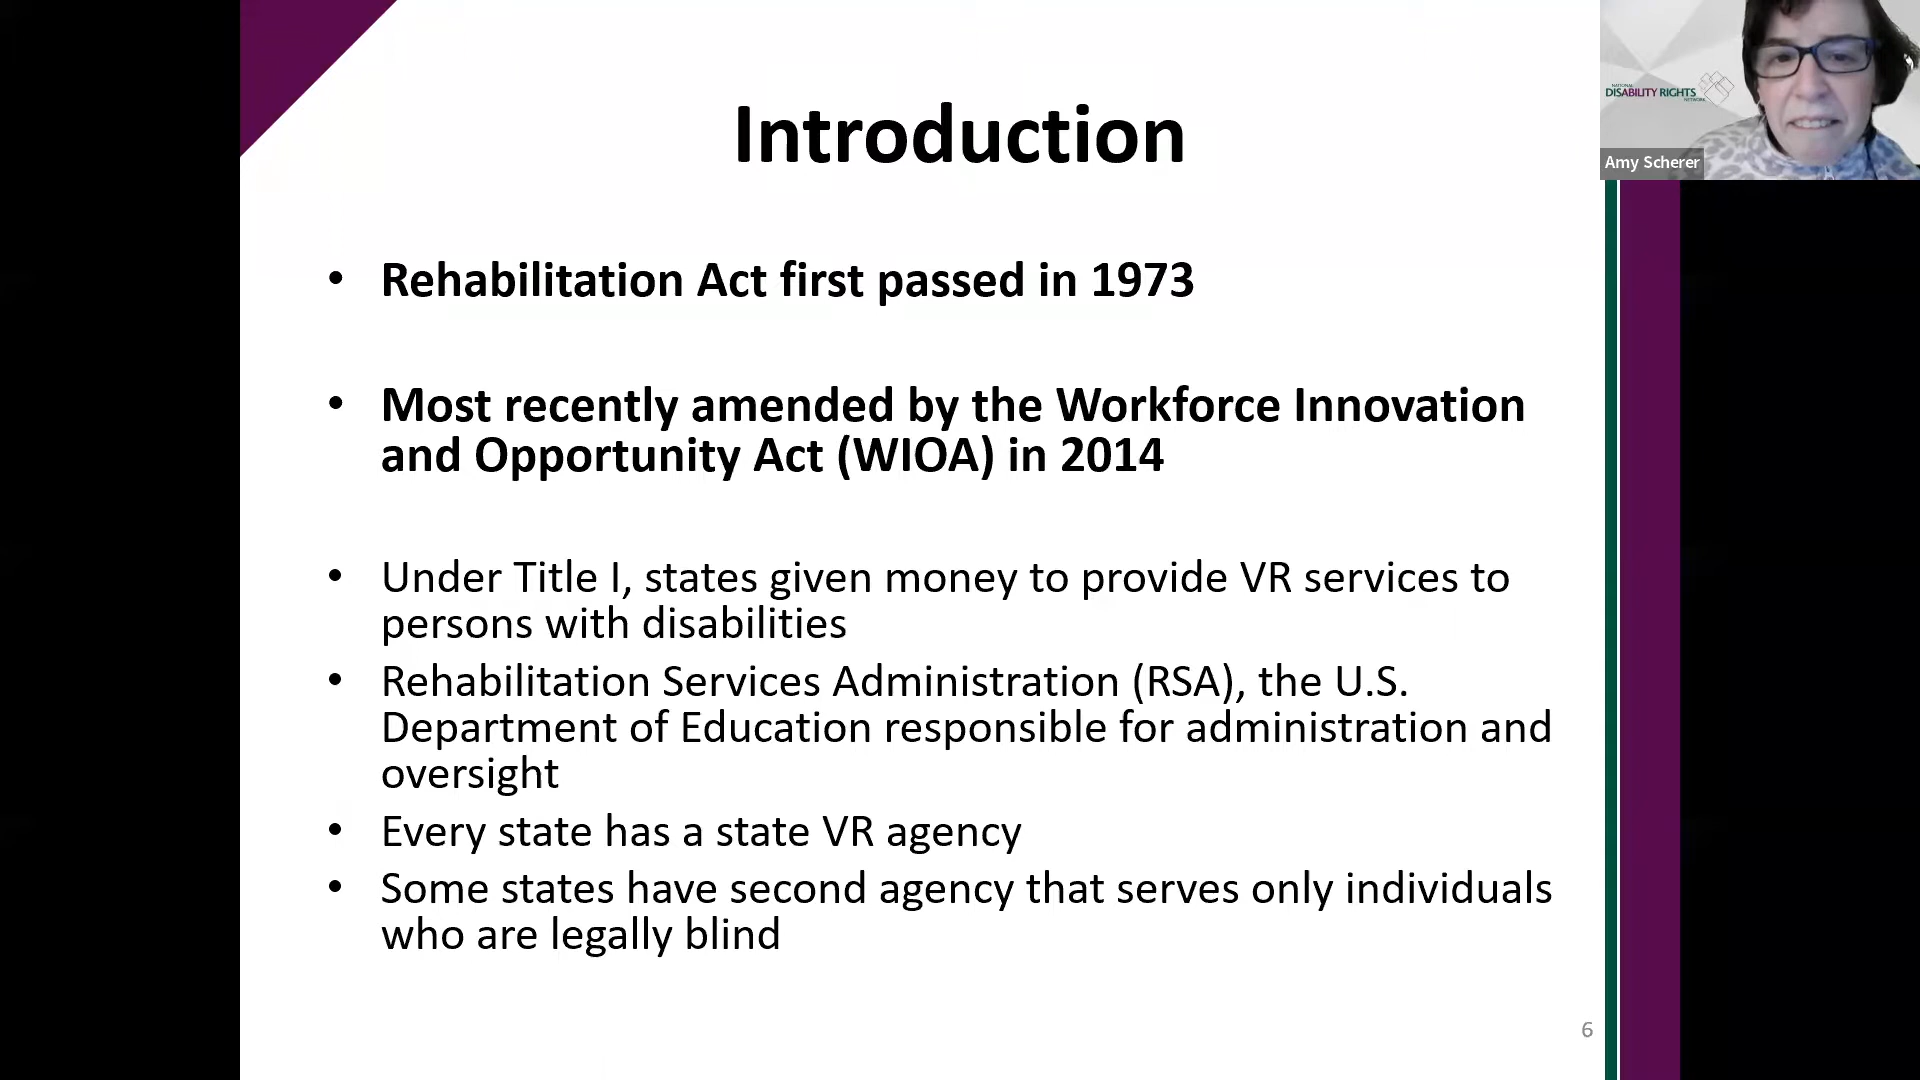 Introduction
• Rehabilitation Act first passed in 1973
• Most recently amended by the Workforce Innovation
and Opportunity Act (WIOA) in 2014
• Under Title I, states given money to provide VR services to
persons with disabilities
• Rehabilitation Services Administration (RSA), the U.S.
Department of Education responsible for administration and
oversight
• Every state has a state VR agency
• Some states have second agency that serves only individuals
who are legally blind
6
NATIONAL
DISABILITY RIGHTS
NETWORK
Amy Scherer